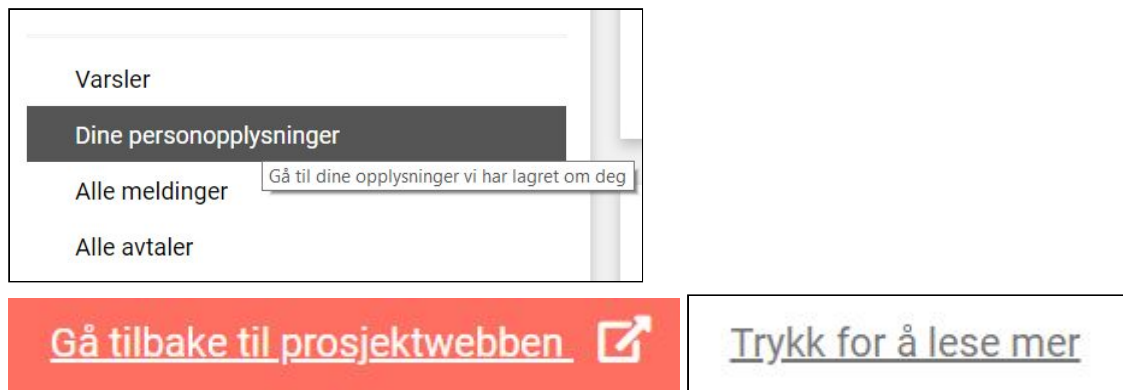 Varsler
Dine personopplysninger
Gå til dine opplysninger vi har lagret om deg
Alle meldinger
Alle avtaler
Gå tilbake til prosjektwebben
Trykk for å lese mer